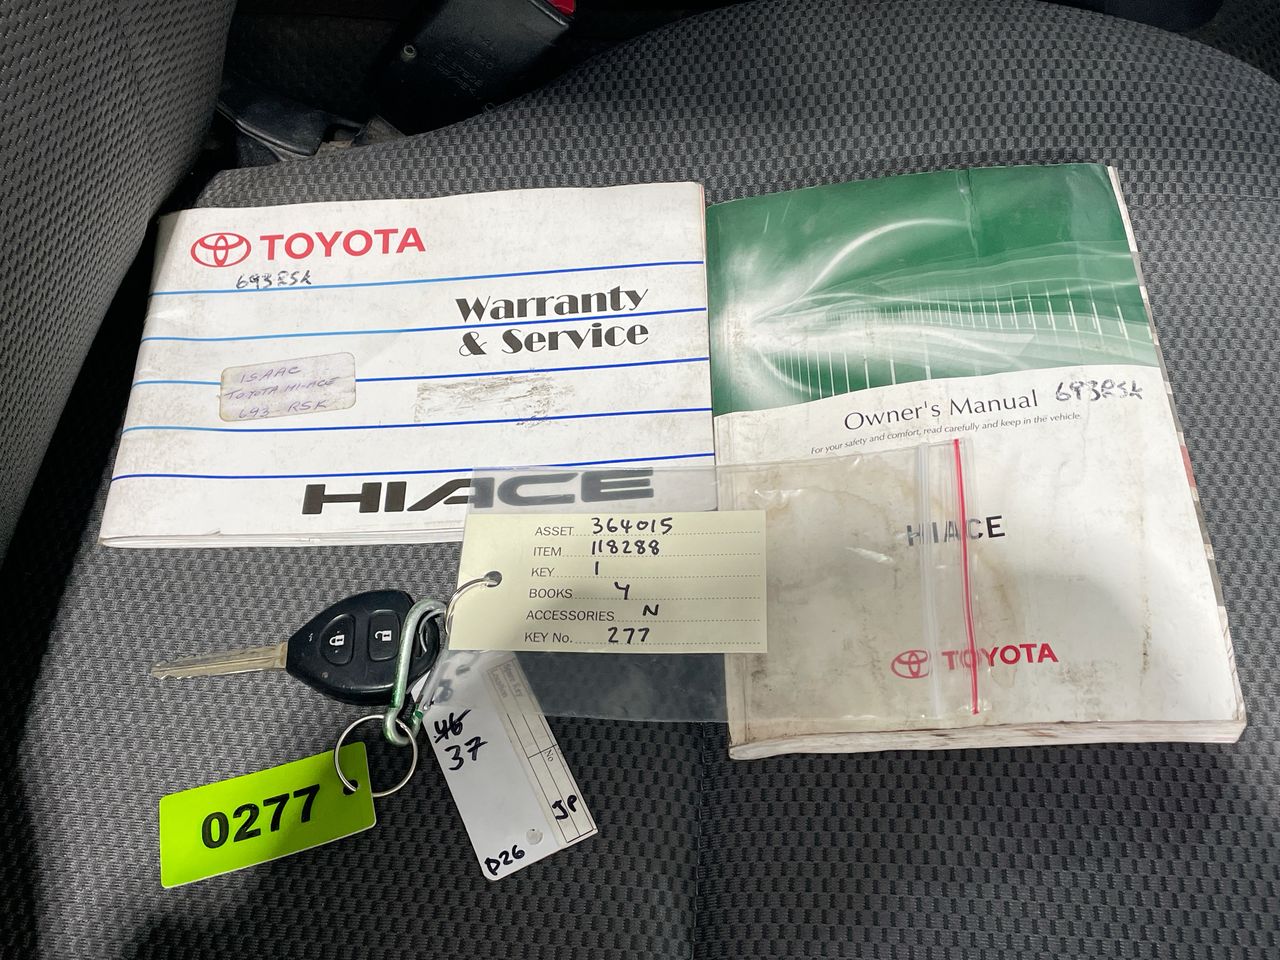 TOYOTA
693RSK
Warranty
& Service
ISAAC
TOYOTA HI-ACE
693 RSK
HIACE
Owner's Manual 693RSK
For your safety and comfort, read carefully and keep in the vehicle.
HIACE
TOYOTA
ASSET 364015
ITEM 118288
KEY 1
BOOKS Y
ACCESSORIES N
KEY No. 277
0277
46
37
No
JP
D26